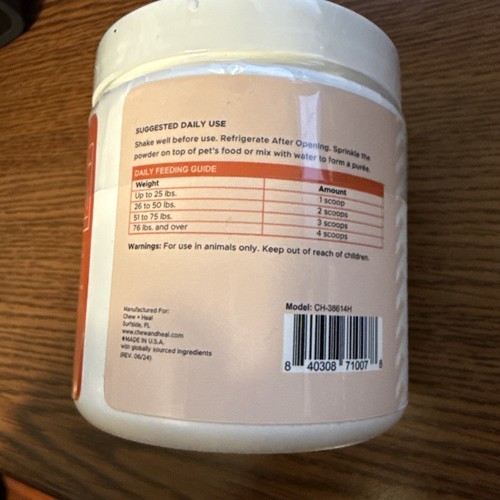 SUGGESTED DAILY USE
Shake well before use. Refrigerate After Opening. Sprinkle the
powder on top of pet's food or mix with water to form a purée.
DAILY FEEDING GUIDE
Weight Amount
Up to 25 lbs. 1 scoop
26 to 50 lbs. 2 scoops
51 to 75 lbs. 3 scoops
76 lbs. and over 4 scoops
Warnings: For use in animals only. Keep out of reach of children.
Manufactured For:
Chew + Heal
Surfside, FL
www.chewandheal.com
MADE IN U.S.A.
with globally sourced ingredients
(REV. 06/24)
Model: CH-38614H
8 40308 71007 8